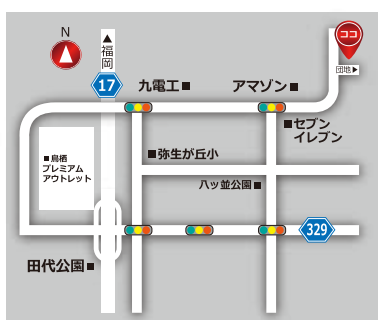 N
▲福岡
ココ
団地▶
17
九電工■
アマゾン■
■セブン
イレブン
■弥生が丘小
■鳥栖
プレミアム
アウトレット
八ッ並公園■
329
田代公園■